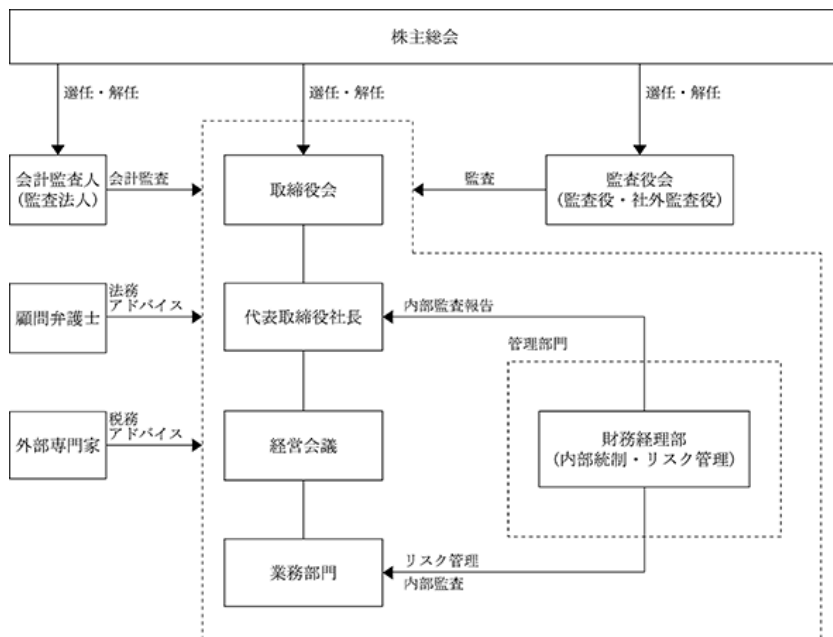 株主総会
選任・解任
選任・解任
選任・解任
会計監査人
(監査法人)
会計監査
取締役会
監査
監査役会
(監査役・社外監査役)
顧問弁護士
法務
アドバイス
代表取締役社長
内部監査報告
管理部門
外部専門家
税務
アドバイス
経営会議
財務経理部
(内部統制・リスク管理)
業務部門
リスク管理
内部監査